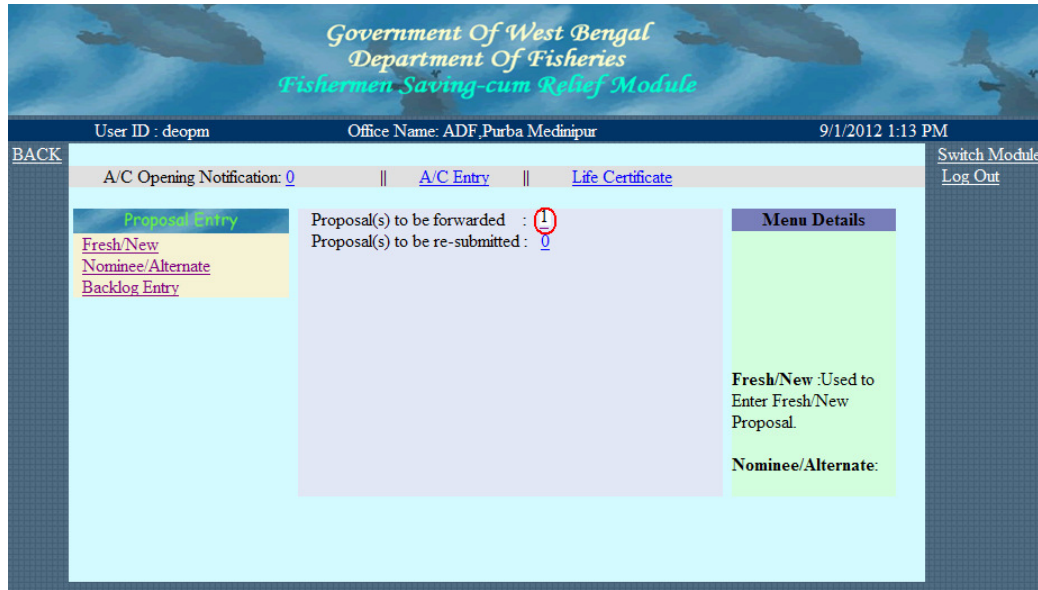 Government Of West Bengal
Department Of Fisheries
Fishermen Saving-cum Relief Module
User ID : deopm Office Name: ADF,Purba Medinipur 9/1/2012 1:13 PM
BACK
Switch Module
Log Out
A/C Opening Notification: 0 || A/C Entry || Life Certificate
Proposal Entry
Fresh/New
Nominee/Alternate
Backlog Entry
Proposal(s) to be forwarded : 1
Proposal(s) to be re-submitted : 0
Menu Details
Fresh/New :Used to
Enter Fresh/New
Proposal.
Nominee/Alternate: